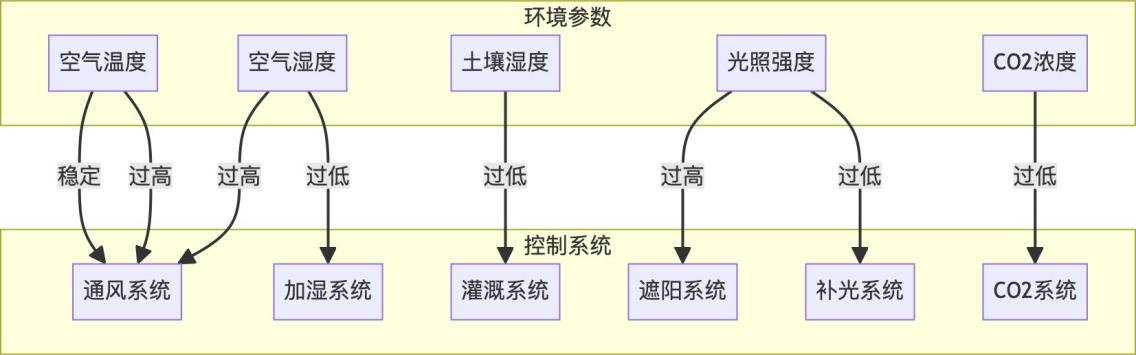 环境参数
空气温度
空气湿度
土壤湿度
光照强度
CO2浓度
稳定
过高
过高
过低
过低
过高
过低
过低
控制系统
通风系统
加湿系统
灌溉系统
遮阳系统
补光系统
CO2系统